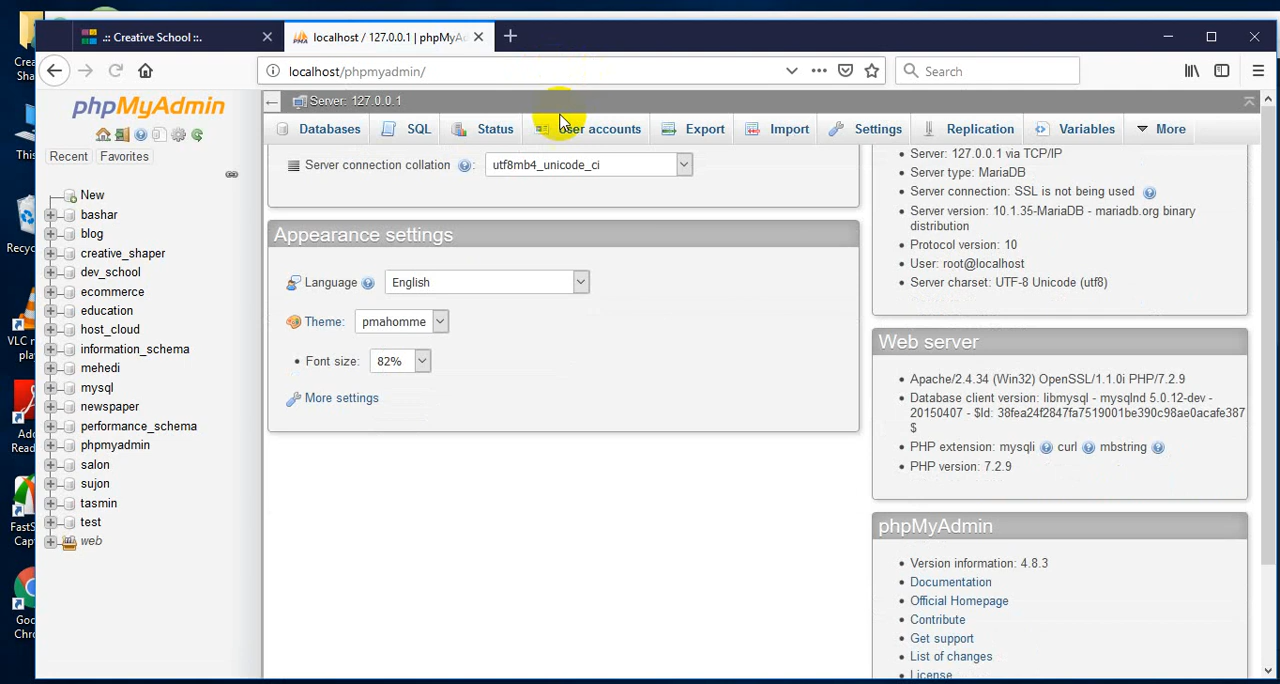 .:: Creative School ::.
localhost / 127.0.0.1 | phpMyAd
localhost/phpmyadmin/
Search
phpMyAdmin
Recent
Favorites
New
bashar
blog
creative_shaper
dev_school
ecommerce
education
host_cloud
information_schema
mehedi
mysql
newspaper
performance_schema
phpmyadmin
salon
sujon
tasmin
test
web
Server: 127.0.0.1
Databases
SQL
Status
User accounts
Export
Import
Settings
Replication
Variables
More
Server connection collation
:
utf8mb4_unicode_ci
Appearance settings
Language
English
Theme:
pmahomme
Font size:
82%
More settings
Server: 127.0.0.1 via TCP/IP
Server type: MariaDB
Server connection: SSL is not being used
Server version: 10.1.35-MariaDB - mariadb.org binary
distribution
Protocol version: 10
User: root@localhost
Server charset: UTF-8 Unicode (utf8)
Web server
Apache/2.4.34 (Win32) OpenSSL/1.1.0i PHP/7.2.9
Database client version: libmysql - mysqlnd 5.0.12-dev -
20150407 - $Id: 38fea24f2847fa7519001be390c98ae0acafe387
$
PHP extension: mysqli
curl
mbstring
PHP version: 7.2.9
phpMyAdmin
Version information: 4.8.3
Documentation
Official Homepage
Contribute
Get support
List of changes
License